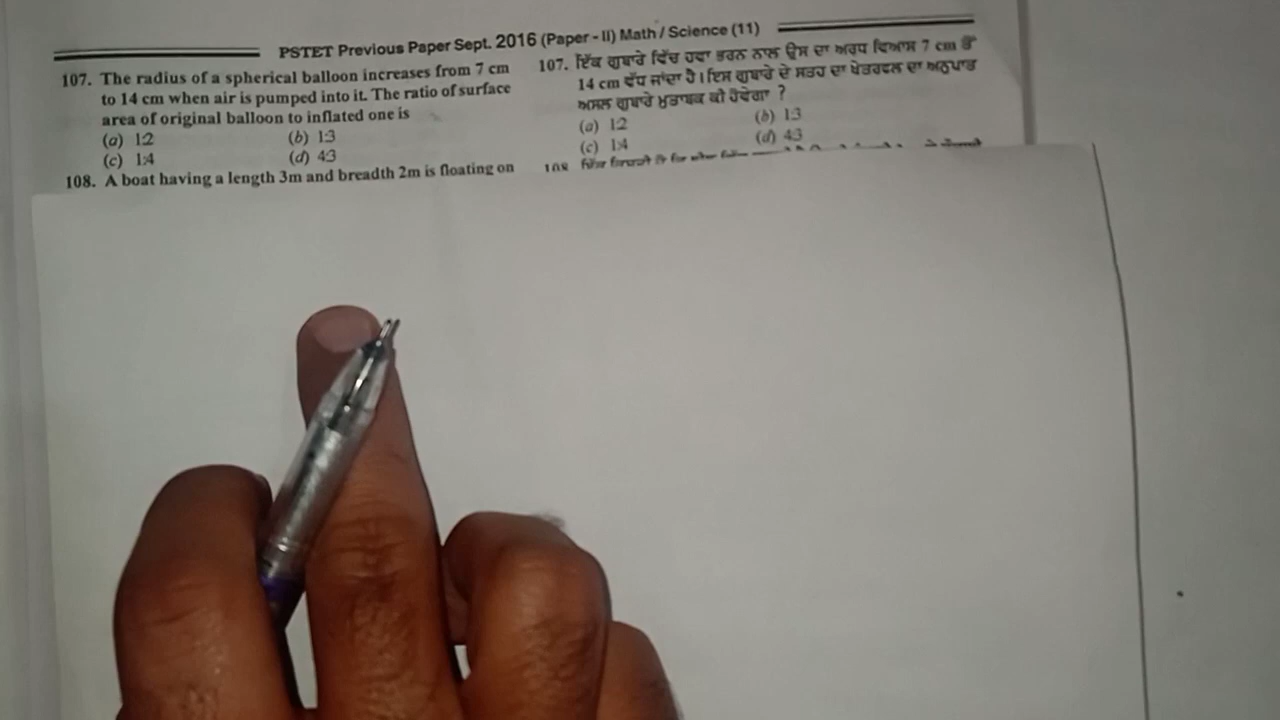 PSTET Previous Paper Sept. 2016 (Paper - II) Math / Science (11)
107. The radius of a spherical balloon increases from 7 cm
to 14 cm when air is pumped into it. The ratio of surface
area of original balloon to inflated one is
(a) 1:2 (b) 1:3
(c) 1:4 (d) 4:3
108. A boat having a length 3m and breadth 2m is floating on
107. ਇੱਕ ਗੁਬਾਰੇ ਵਿੱਚ ਹਵਾ ਭਰਨ ਨਾਲ ਉਸ ਦਾ ਅਰਧ ਵਿਆਸ 7 cm ਤੋਂ
14 cm ਵੱਧ ਜਾਂਦਾ ਹੈ। ਇਸ ਗੁਬਾਰੇ ਦੇ ਸਤਹ ਦਾ ਖੇਤਰਫਲ ਦਾ ਅਨੁਪਾਤ
ਅਸਲ ਗੁਬਾਰੇ ਮੁਤਾਬਕ ਕੀ ਹੋਵੇਗਾ ?
(a) 1:2 (b) 1:3
(c) 1:4 (d) 4:3
108